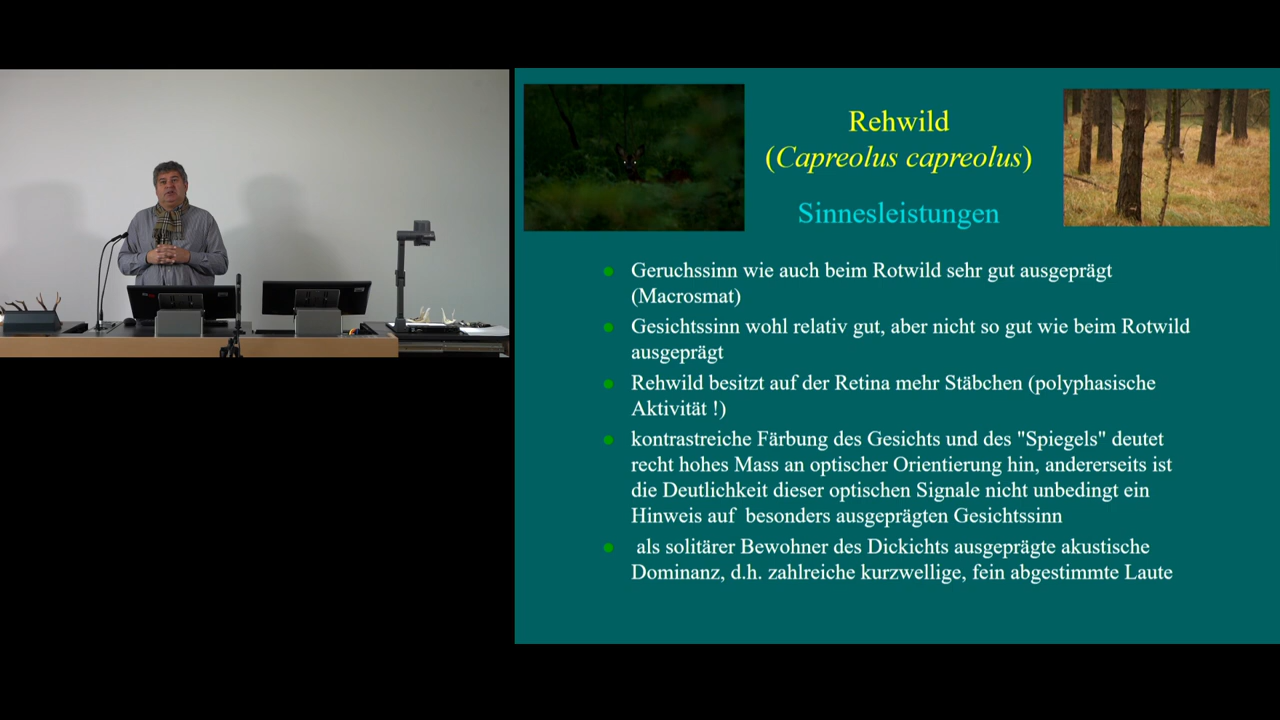 Rehwild
(Capreolus capreolus)
Sinnesleistungen
Geruchssinn wie auch beim Rotwild sehr gut ausgeprägt
(Macrosmat)
Gesichtssinn wohl relativ gut, aber nicht so gut wie beim Rotwild
ausgeprägt
Rehwild besitzt auf der Retina mehr Stäbchen (polyphasische
Aktivität !)
kontrastreiche Färbung des Gesichts und des "Spiegels" deutet
recht hohes Mass an optischer Orientierung hin, andererseits ist
die Deutlichkeit dieser optischen Signale nicht unbedingt ein
Hinweis auf  besonders ausgeprägten Gesichtssinn
als solitärer Bewohner des Dickichts ausgeprägte akustische
Dominanz, d.h. zahlreiche kurzwellige, fein abgestimmte Laute